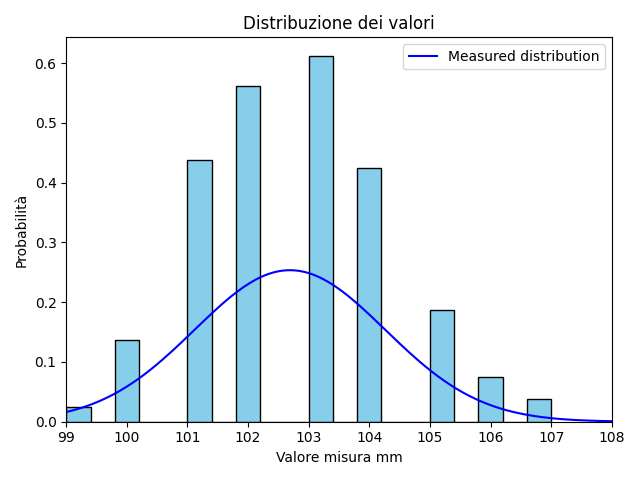 Distribuzione dei valori
Measured distribution
Probabilità
0.6
0.5
0.4
0.3
0.2
0.1
0.0
99 100 101 102 103 104 105 106 107 108
Valore misura mm